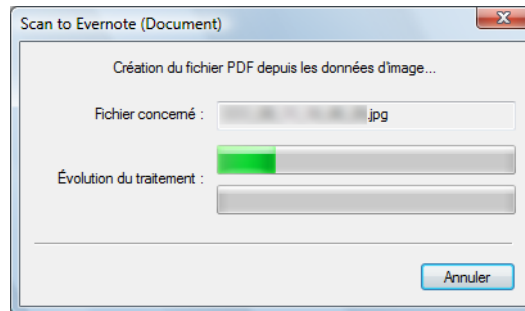 Scan to Evernote (Document)
Création du fichier PDF depuis les données d'image...
Fichier concerné : .jpg
Évolution du traitement :
Annuler